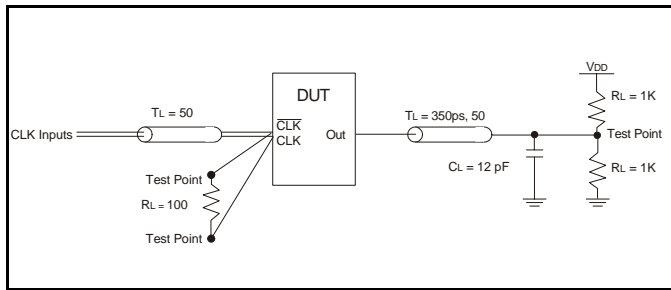 VDD
DUT
RL = 1K
TL = 50
TL = 350ps, 50
CLK
CLK Inputs
CLK
Out
Test Point
CL = 12 pF
RL = 1K
Test Point
RL = 100
Test Point